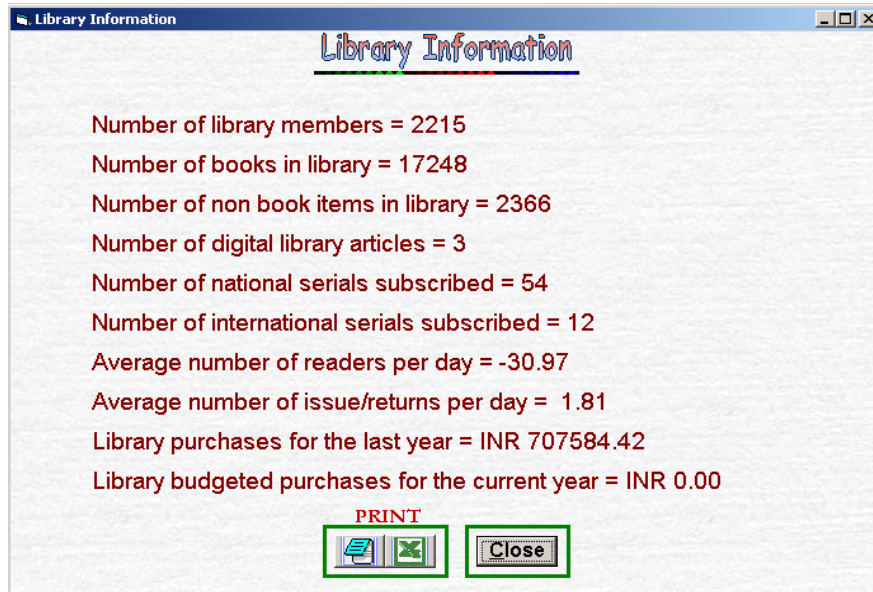 Library Information
Library Information
Number of library members = 2215
Number of books in library = 17248
Number of non book items in library = 2366
Number of digital library articles = 3
Number of national serials subscribed = 54
Number of international serials subscribed = 12
Average number of readers per day = -30.97
Average number of issue/returns per day =  1.81
Library purchases for the last year = INR 707584.42
Library budgeted purchases for the current year = INR 0.00
PRINT
Close